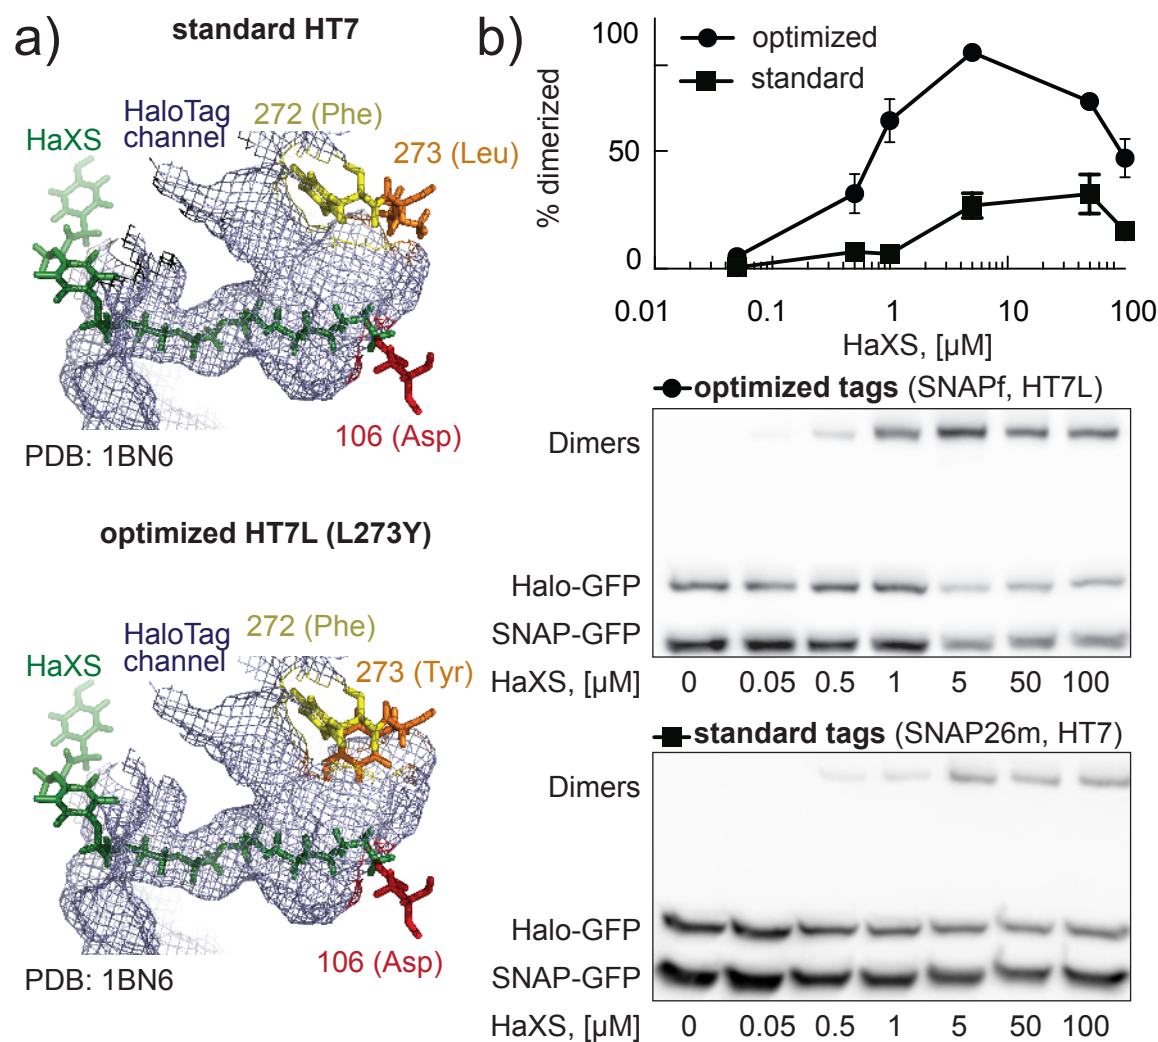 a)
standard HT7
HaXS
HaloTag
channel
272 (Phe)
273 (Leu)
106 (Asp)
PDB: 1BN6
optimized HT7L (L273Y)
HaXS
HaloTag
channel
272 (Phe)
273 (Tyr)
106 (Asp)
PDB: 1BN6
b)
optimized
standard
% dimerized
100
50
0
0.01 0.1 1 10 100
HaXS, [µM]
optimized tags (SNAPf, HT7L)
Dimers
Halo-GFP
SNAP-GFP
HaXS, [µM] 0 0.05 0.5 1 5 50 100
standard tags (SNAP26m, HT7)
Dimers
Halo-GFP
SNAP-GFP
HaXS, [µM] 0 0.05 0.5 1 5 50 100